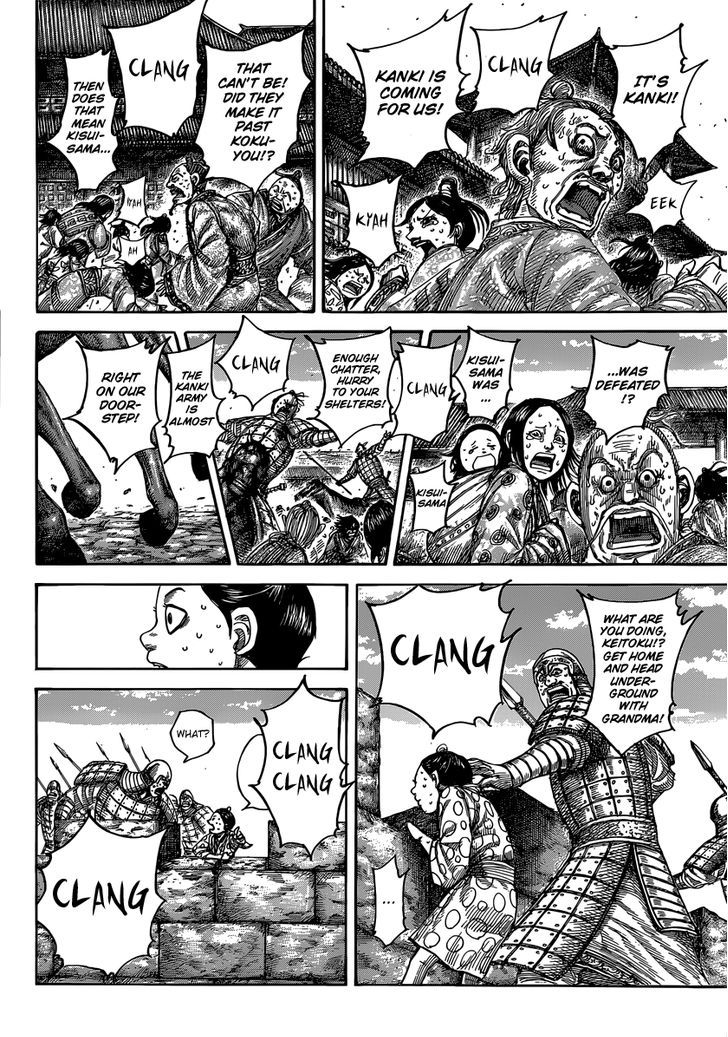 IT'S
KANKI!
CLANG
KANKI IS
COMING
FOR US!
EEK
KYAH
THAT
CAN'T BE!
DID THEY
MAKE IT
PAST
KOKU-
YOU!?
CLANG
THEN
DOES
THAT
MEAN
KISUI-
SAMA...
KYAH
AH
...WAS
DEFEATED
!?
KISUI-
SAMA
WAS
...
CLANG
KISUI-
SAMA
ENOUGH
CHATTER,
HURRY
TO YOUR
SHELTERS!
CLANG
THE
KANKI
ARMY
IS
ALMOST
RIGHT
ON OUR
DOOR-
STEP!
WHAT ARE
YOU DOING,
KEITOKU!?
GET HOME
AND HEAD
UNDER-
GROUND
WITH
GRANDMA!
CLANG
...
CLANG
CLANG
WHAT?
CLANG